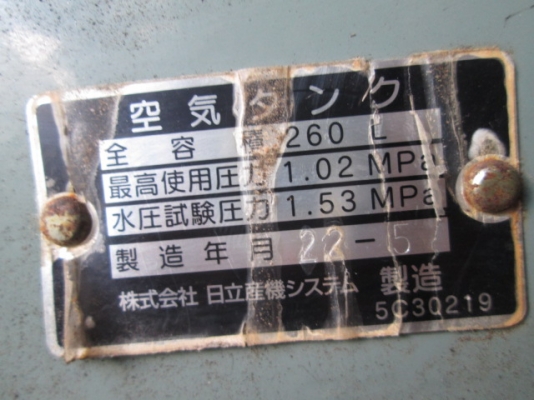 空気タンク
全容積 260 L
最高使用圧力 1.02 MPa
水圧試験圧力 1.53 MPa
製造年月 22-5
株式会社 日立産機システム 製造
5C30219